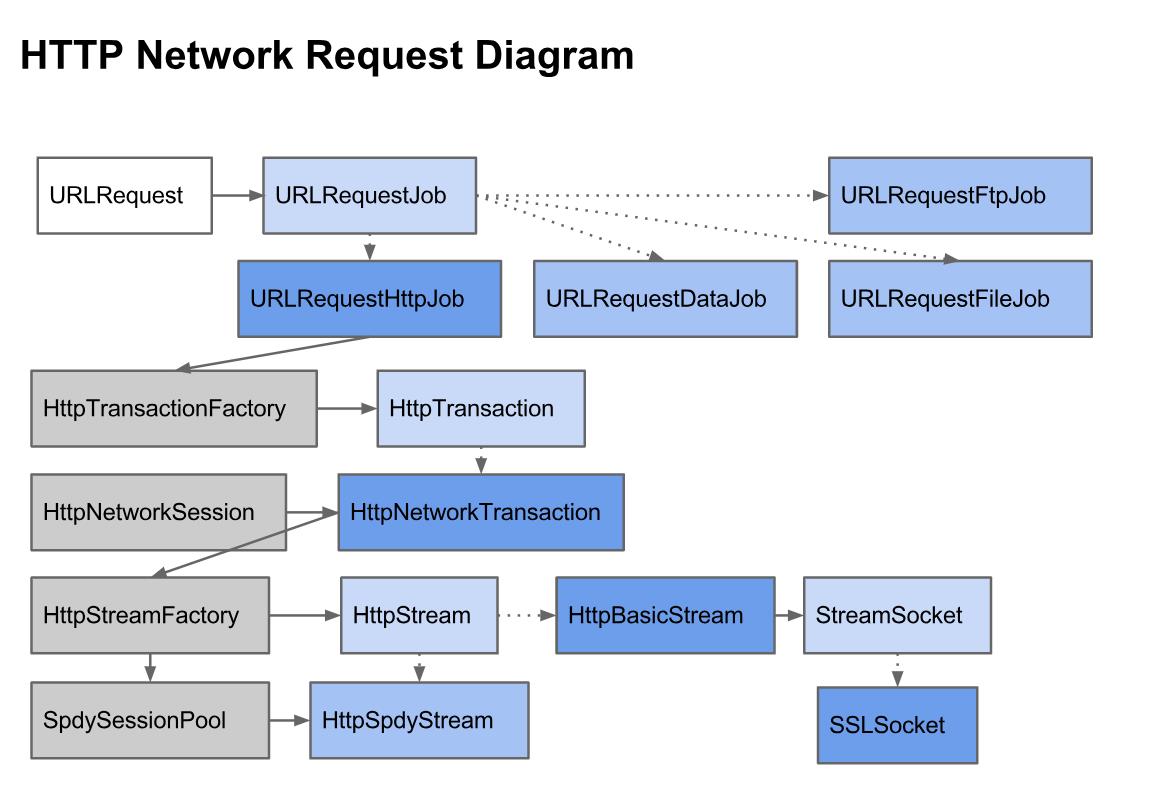 HTTP Network Request Diagram
URLRequest
URLRequestJob
URLRequestFtpJob
URLRequestHttpJob
URLRequestDataJob
URLRequestFileJob
HttpTransactionFactory
HttpTransaction
HttpNetworkSession
HttpNetworkTransaction
HttpStreamFactory
HttpStream
HttpBasicStream
StreamSocket
SpdySessionPool
HttpSpdyStream
SSLSocket